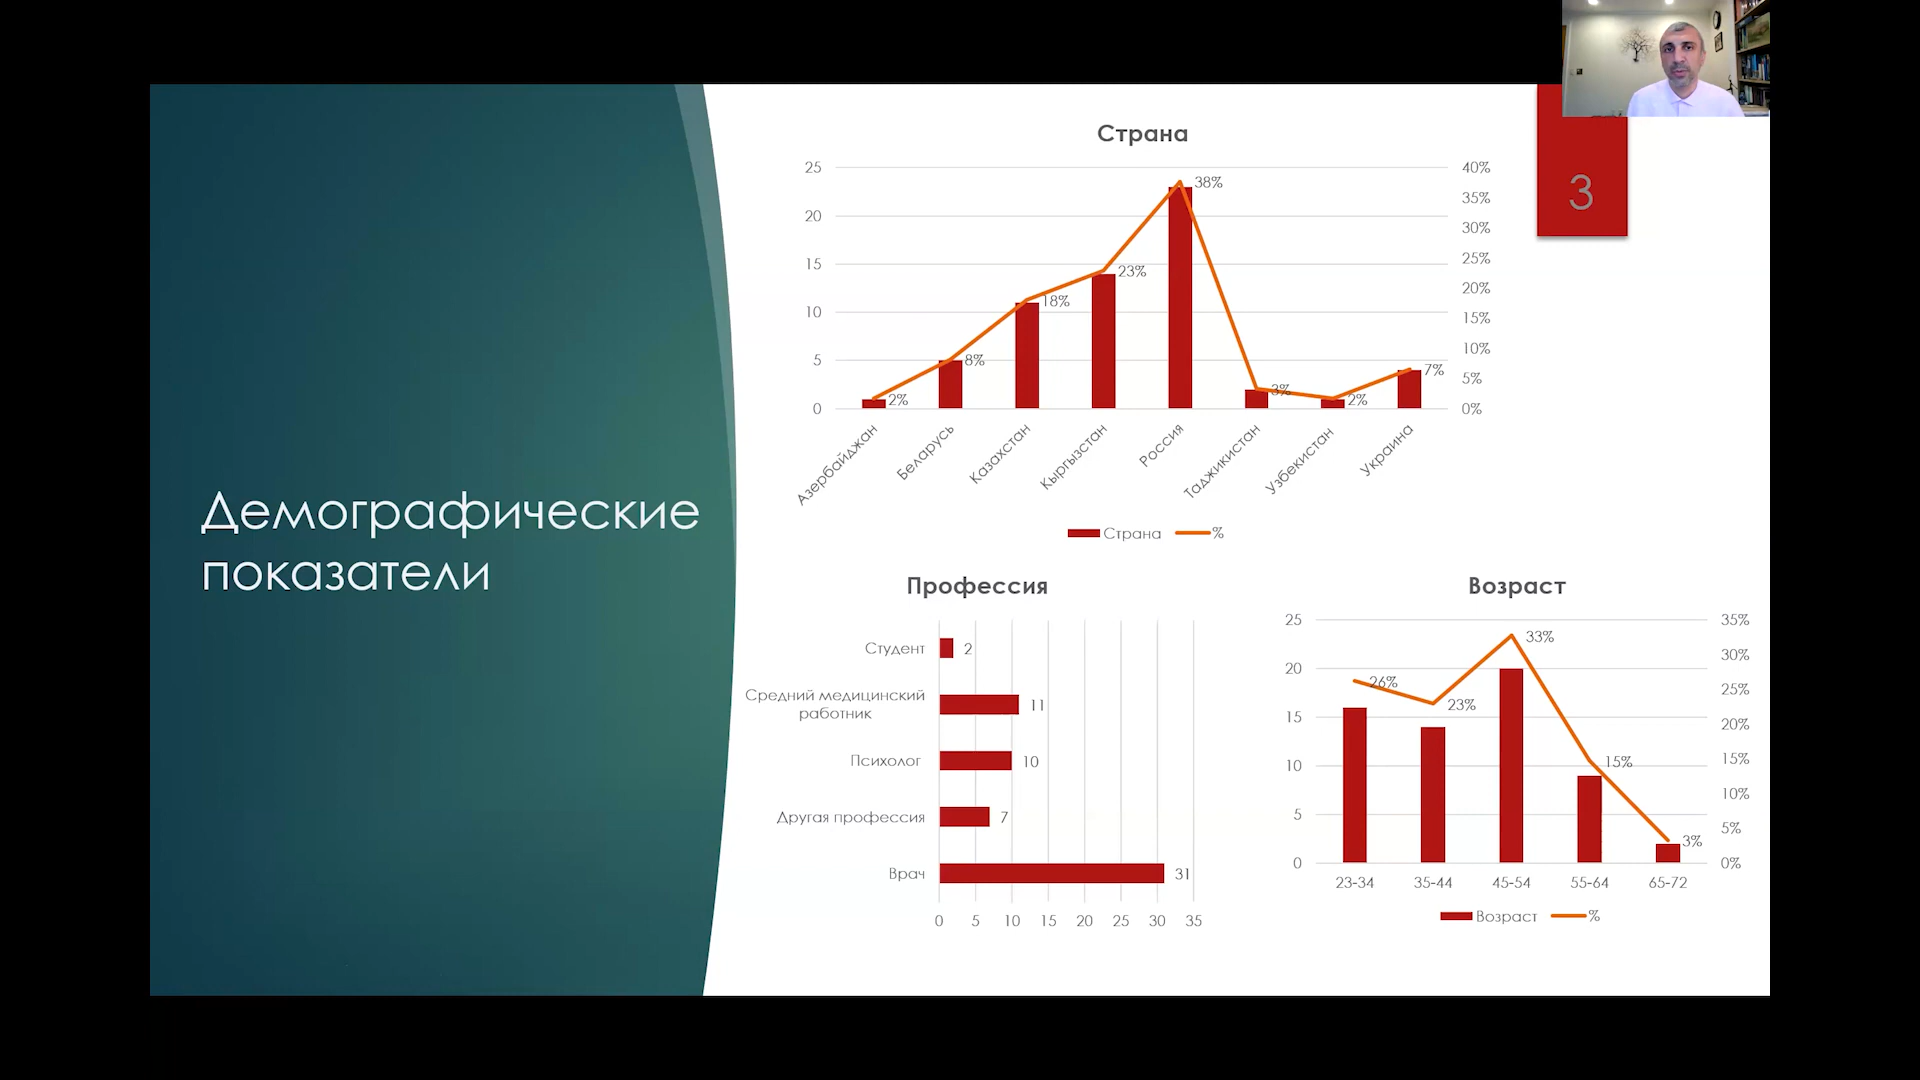 Демографические
показатели
3
Страна
25
20
15
10
5
0
40%
35%
30%
25%
20%
15%
10%
5%
0%
2%
8%
18%
23%
38%
3%
2%
7%
Азербайджан
Беларусь
Казахстан
Кыргызстан
Россия
Таджикистан
Узбекистан
Украина
Страна
%
Профессия
Студент
2
Средний медицинский
работник
11
Психолог
10
Другая профессия
7
Врач
31
0 5 10 15 20 25 30 35
Возраст
25
20
15
10
5
0
35%
30%
25%
20%
15%
10%
5%
0%
26%
23%
33%
15%
3%
23-34 35-44 45-54 55-64 65-72
Возраст
%